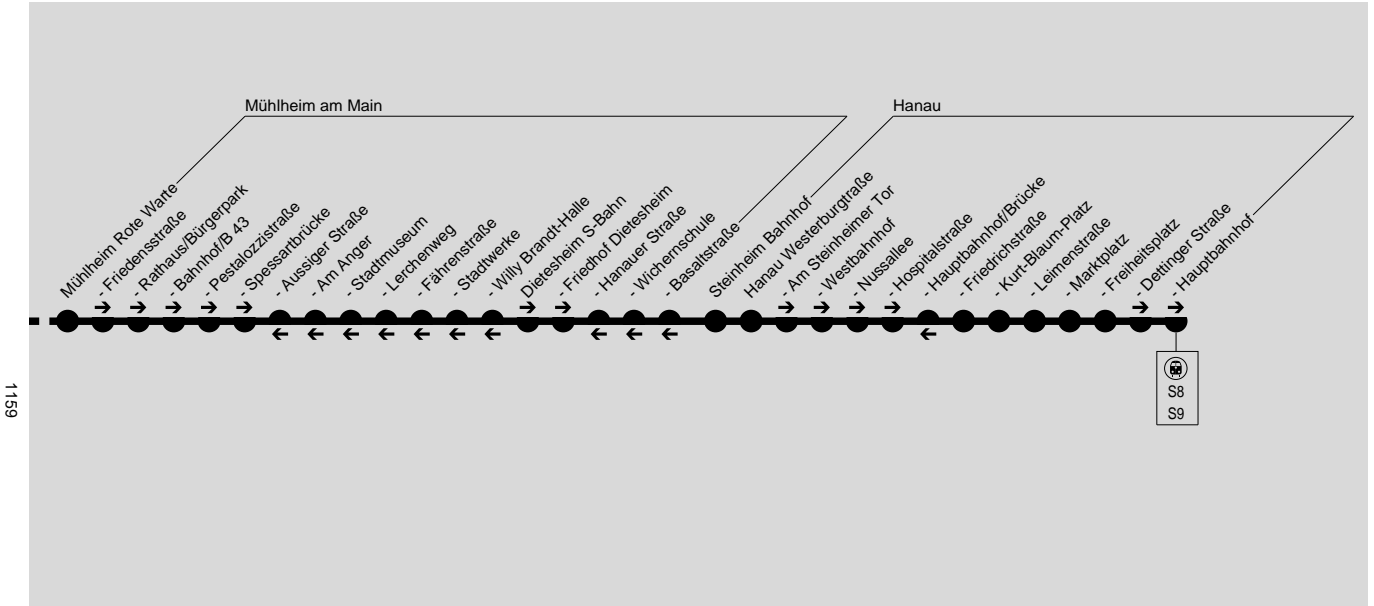 Mühlheim am Main
Hanau
Mühlheim Rote Warte
- Friedensstraße
- Rathaus/Bürgerpark
- Bahnhof/B 43
- Pestalozzistraße
- Spessartbrücke
- Aussiger Straße
- Am Anger
- Stadtmuseum
- Lerchenweg
- Fährenstraße
- Stadtwerke
- Willy Brandt-Halle
Dietesheim S-Bahn
- Friedhof Dietesheim
- Hanauer Straße
- Wichernschule
- Basaltstraße
Steinheim Bahnhof
Hanau Westerburgtraße
- Am Steinheimer Tor
- Westbahnhof
- Nussallee
- Hospitalstraße
- Hauptbahnhof/Brücke
- Friedrichstraße
- Kurt-Blaum-Platz
- Leimenstraße
- Marktplatz
- Freiheitsplatz
- Dettinger Straße
- Hauptbahnhof
S8
S9
1159